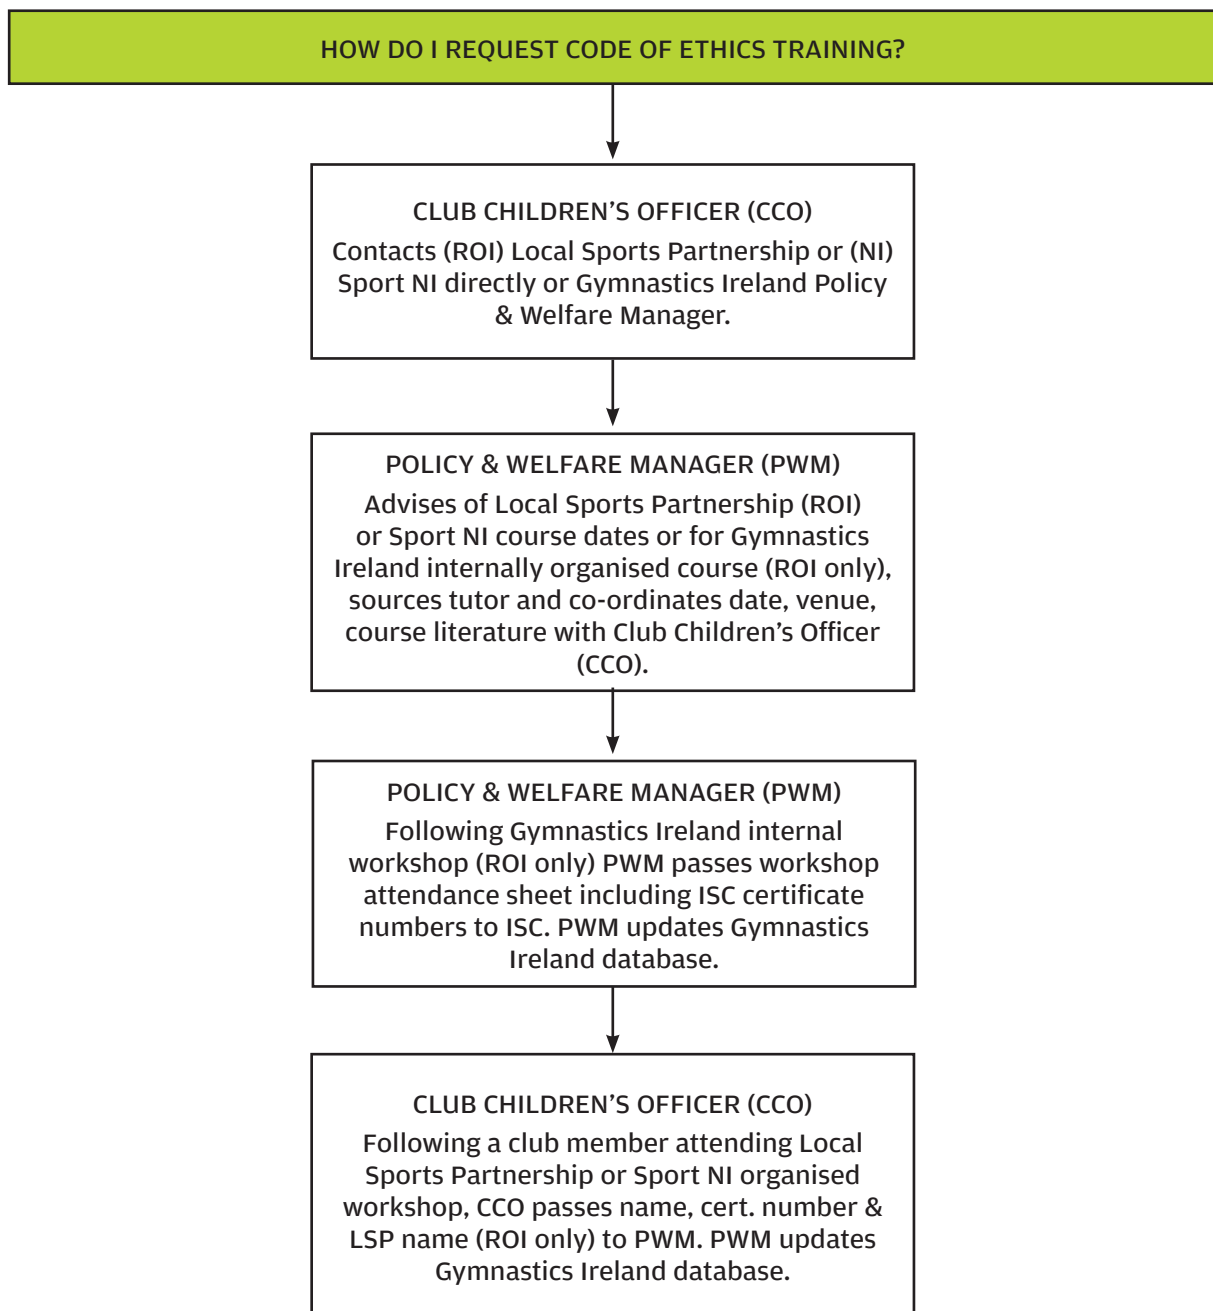 HOW DO I REQUEST CODE OF ETHICS TRAINING?
CLUB CHILDREN’S OFFICER (CCO)
Contacts (ROI) Local Sports Partnership or (NI)
Sport NI directly or Gymnastics Ireland Policy
& Welfare Manager.
POLICY & WELFARE MANAGER (PWM)
Advises of Local Sports Partnership (ROI)
or Sport NI course dates or for Gymnastics
Ireland internally organised course (ROI only),
sources tutor and co-ordinates date, venue,
course literature with Club Children’s Officer
(CCO).
POLICY & WELFARE MANAGER (PWM)
Following Gymnastics Ireland internal
workshop (ROI only) PWM passes workshop
attendance sheet including ISC certificate
numbers to ISC. PWM updates Gymnastics
Ireland database.
CLUB CHILDREN’S OFFICER (CCO)
Following a club member attending Local
Sports Partnership or Sport NI organised
workshop, CCO passes name, cert. number &
LSP name (ROI only) to PWM. PWM updates
Gymnastics Ireland database.